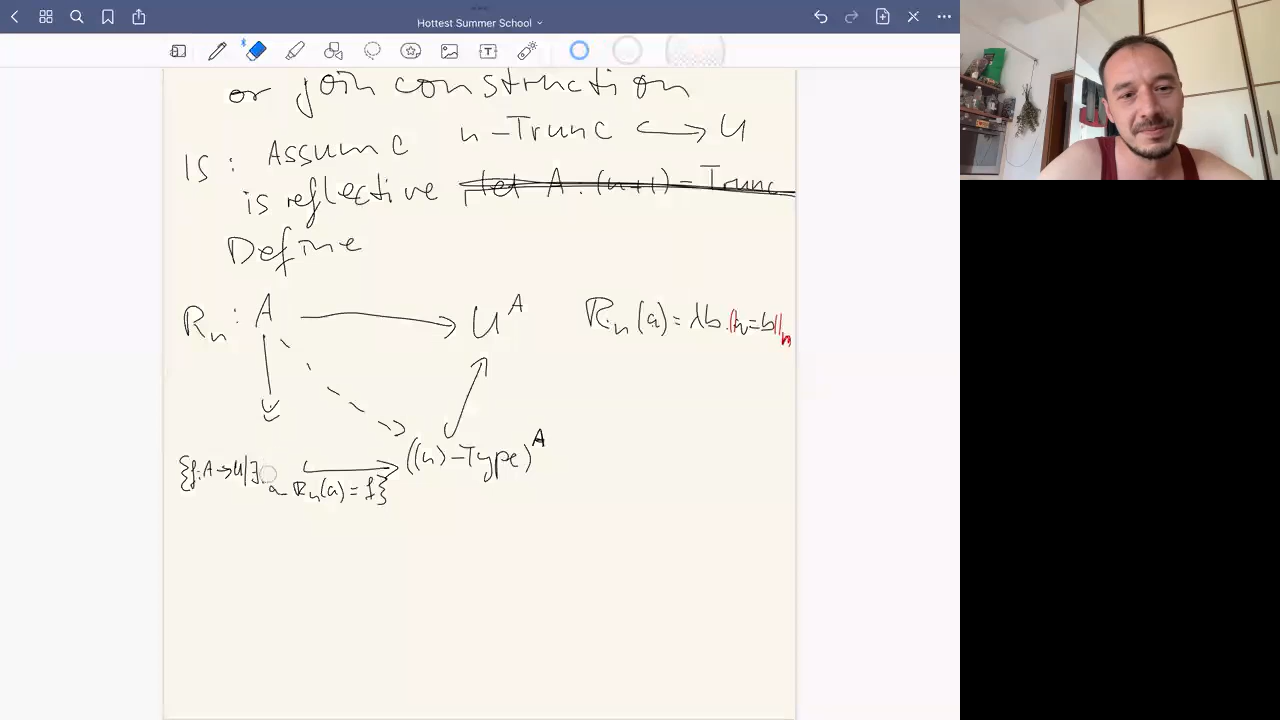 Hottest Summer School
or join construction
IS: Assume n-Trunc ↪ U
is reflective let A : (n+1)-Trunc
Define
Rₙ : A → U^A Rₙ(a) = λb.‖a=b‖ₙ
{f:A→U|∃ ((n)-Type)^A
a Rₙ(a) = f}